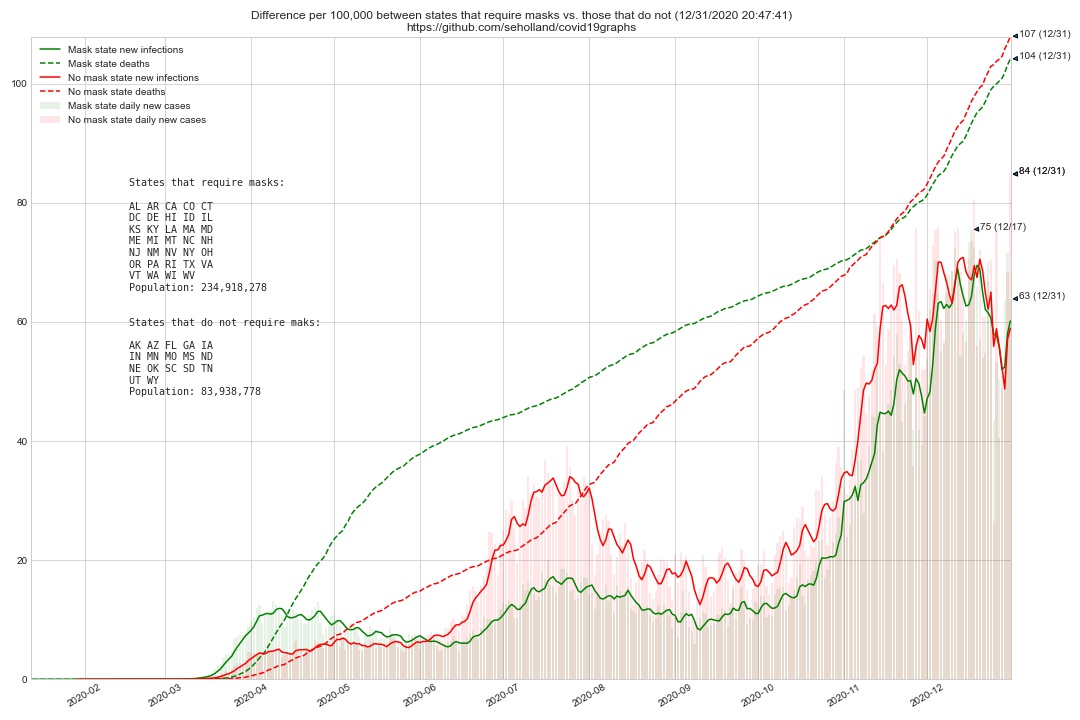 Difference per 100,000 between states that require masks vs. those that do not (12/31/2020 20:47:41)
https://github.com/seholland/covid19graphs
Mask state new infections
Mask state deaths
No mask state new infections
No mask state deaths
Mask state daily new cases
No mask state daily new cases
States that require masks:
AL AR CA CO CT
DC DE HI ID IL
KS KY LA MA MD
ME MI MT NC NH
NJ NM NV NY OH
OR PA RI TX VA
VT WA WI WV
Population: 234,918,278
States that do not require maks:
AK AZ FL GA IA
IN MN MO MS ND
NE OK SC SD TN
UT WY
Population: 83,938,778
107 (12/31)
104 (12/31)
84 (12/31)
75 (12/17)
63 (12/31)
100
80
60
40
20
0
2020-02
2020-03
2020-04
2020-05
2020-06
2020-07
2020-08
2020-09
2020-10
2020-11
2020-12